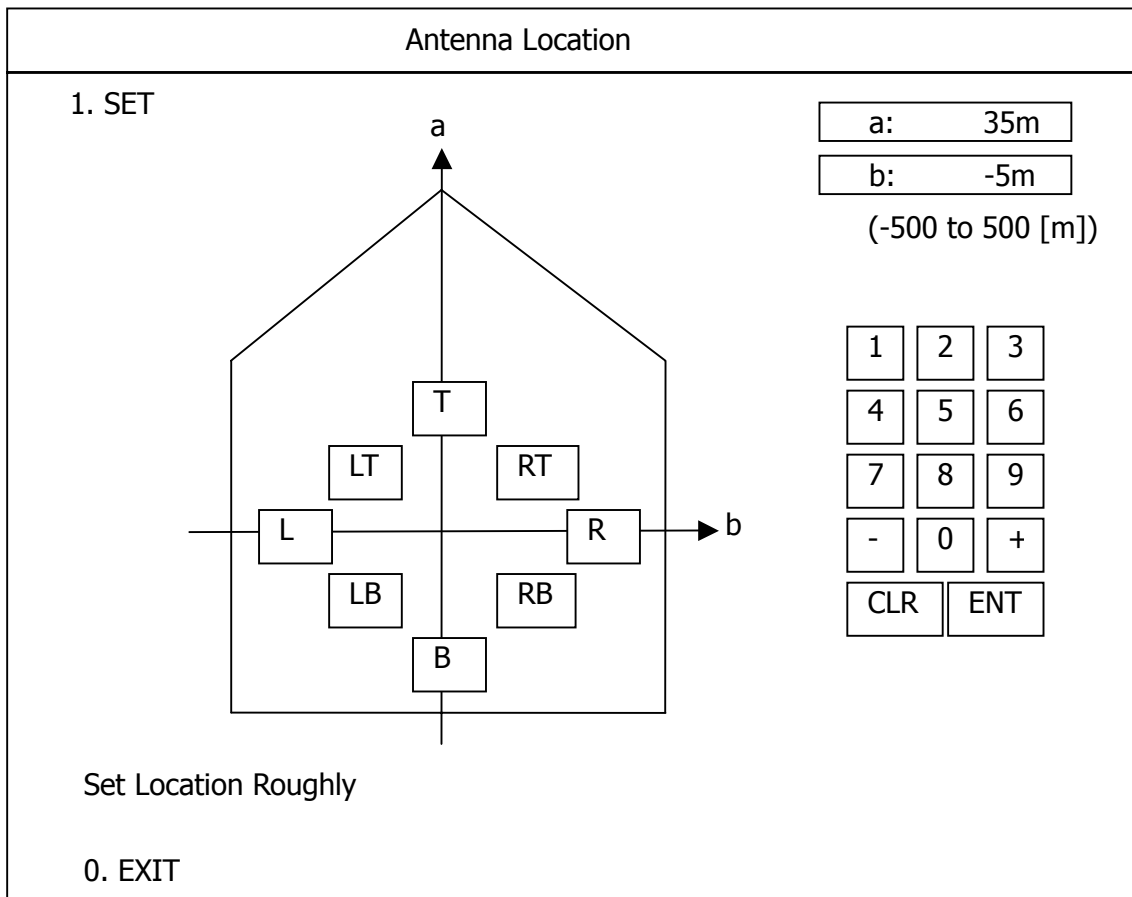 Antenna Location
1. SET
a
a: 35m
b: -5m
(-500 to 500 [m])
T
LT RT
L R b
LB RB
B
1 2 3
4 5 6
7 8 9
- 0 +
CLR ENT
Set Location Roughly
0. EXIT